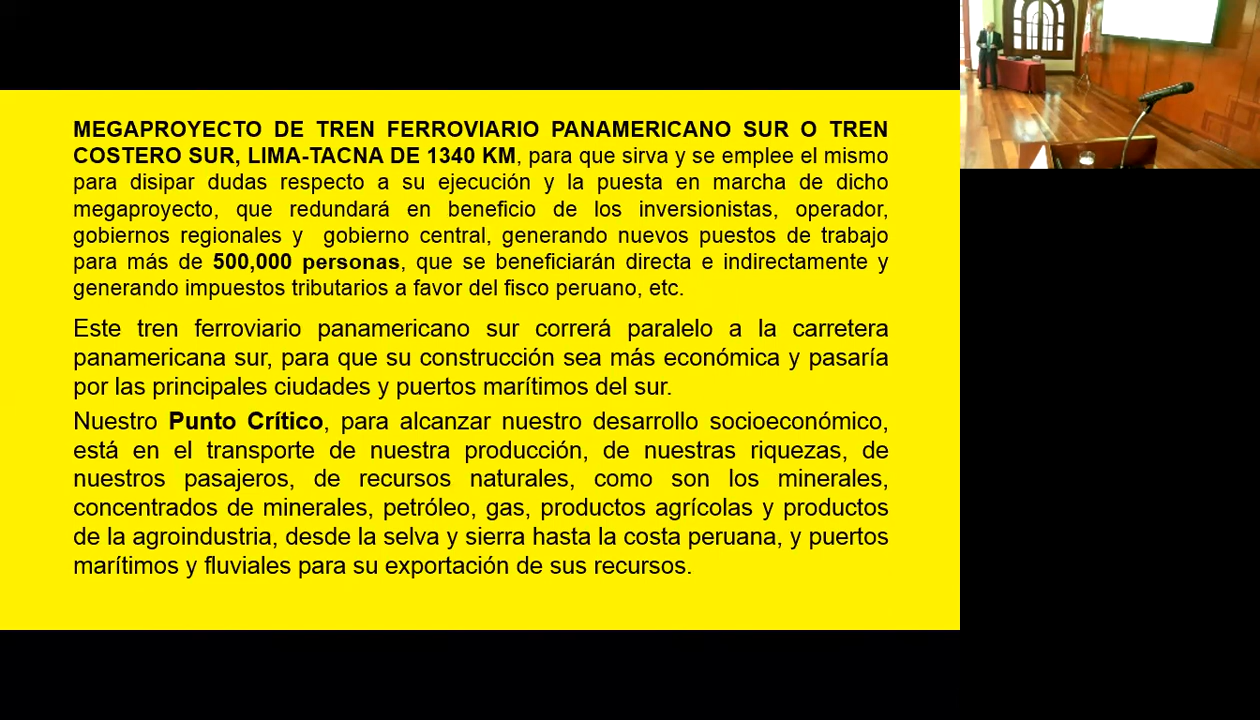 MEGAPROYECTO DE TREN FERROVIARIO PANAMERICANO SUR O TREN
COSTERO SUR, LIMA-TACNA DE 1340 KM, para que sirva y se emplee el mismo
para disipar dudas respecto a su ejecución y la puesta en marcha de dicho
megaproyecto, que redundará en beneficio de los inversionistas, operador,
gobiernos regionales y gobierno central, generando nuevos puestos de trabajo
para más de 500,000 personas, que se beneficiarán directa e indirectamente y
generando impuestos tributarios a favor del fisco peruano, etc.
Este tren ferroviario panamericano sur correrá paralelo a la carretera
panamericana sur, para que su construcción sea más económica y pasaría
por las principales ciudades y puertos marítimos del sur.
Nuestro Punto Crítico, para alcanzar nuestro desarrollo socioeconómico,
está en el transporte de nuestra producción, de nuestras riquezas, de
nuestros pasajeros, de recursos naturales, como son los minerales,
concentrados de minerales, petróleo, gas, productos agrícolas y productos
de la agroindustria, desde la selva y sierra hasta la costa peruana, y puertos
marítimos y fluviales para su exportación de sus recursos.